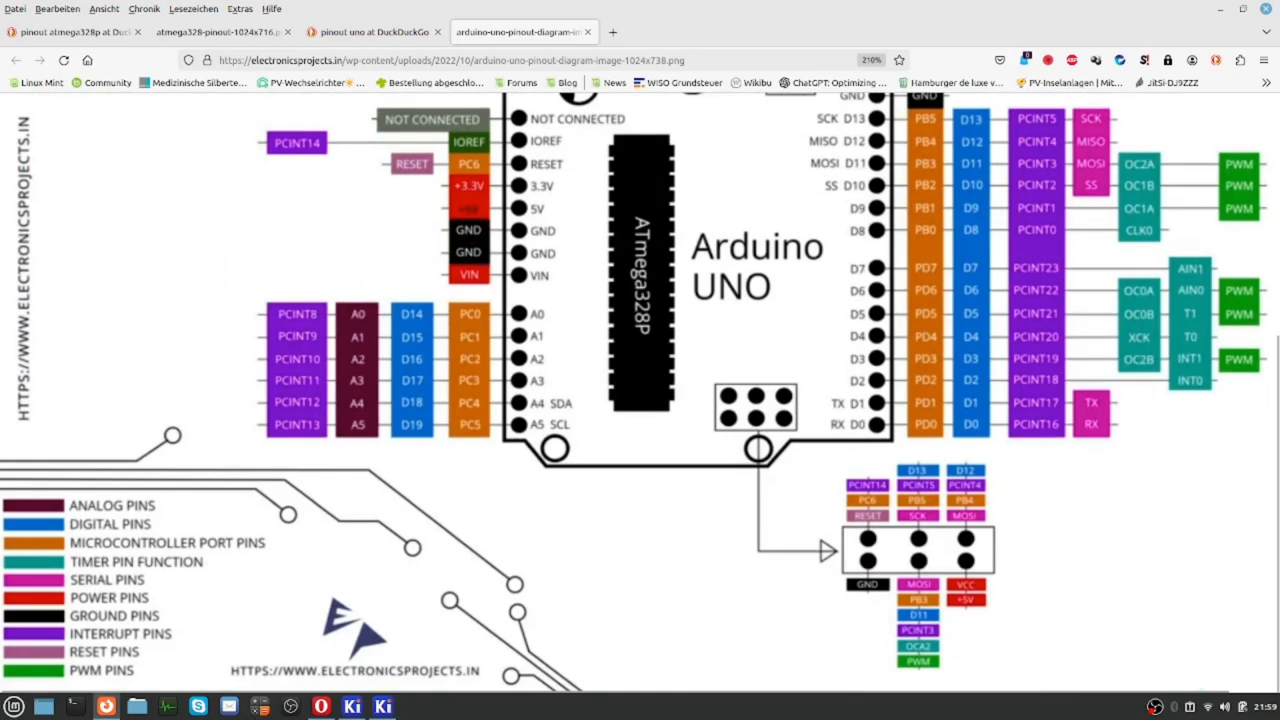 Datei Bearbeiten Ansicht Chronik Lesezeichen Extras Hilfe
pinout atmega328p at Duc
atmega328-pinout-1024x716.p
pinout uno at DuckDuckGo
arduino-uno-pinout-diagram-im
https://electronicsprojects.in/wp-content/uploads/2022/10/arduino-uno-pinout-diagram-image-1024x738.png
210%
Linux Mint Community Medizinische Silberte… PV-Wechselrichter*… Bestellung abgeschlo… Forums Blog News WISO Grundsteuer Wikibu ChatGPT: Optimizing … Hamburger de luxe v… PV-Inselanlagen | Mi… JitSi-DJ9ZZZ
HTTPS://WWW.ELECTRONICSPROJECTS.IN
GND GND
NOT CONNECTED NOT CONNECTED SCK D13 PB5 D13 PCINT5 SCK
PCINT14 IOREF IOREF MISO D12 PB4 D12 PCINT4 MISO
RESET PC6 RESET MOSI D11 PB3 D11 PCINT3 MOSI OC2A PWM
+3.3V 3.3V SS D10 PB2 D10 PCINT2 SS OC1B PWM
+5V 5V D9 PB1 D9 PCINT1 OC1A PWM
GND GND D8 PB0 D8 PCINT0 CLK0
GND GND
VIN VIN
ATmega328P
Arduino
UNO
D7 PD7 D7 PCINT23 AIN1
D6 PD6 D6 PCINT22 OC0A AIN0 PWM
PCINT8 A0 D14 PC0 A0 D5 PD5 D5 PCINT21 OC0B T1 PWM
PCINT9 A1 D15 PC1 A1 D4 PD4 D4 PCINT20 XCK T0
PCINT10 A2 D16 PC2 A2 D3 PD3 D3 PCINT19 OC2B INT1 PWM
PCINT11 A3 D17 PC3 A3 D2 PD2 D2 PCINT18 INT0
PCINT12 A4 D18 PC4 A4 SDA TX D1 PD1 D1 PCINT17 TX
PCINT13 A5 D19 PC5 A5 SCL RX D0 PD0 D0 PCINT16 RX
D13 D12
PCINT14 PCINT5 PCINT4
PC6 PB5 PB4
RESET SCK MOSI
GND MOSI VCC
PB3 +5V
D11
PCINT3
OCA2
PWM
ANALOG PINS
DIGITAL PINS
MICROCONTROLLER PORT PINS
TIMER PIN FUNCTION
SERIAL PINS
POWER PINS
GROUND PINS
INTERRUPT PINS
RESET PINS
PWM PINS
HTTPS://WWW.ELECTRONICSPROJECTS.IN
21:59